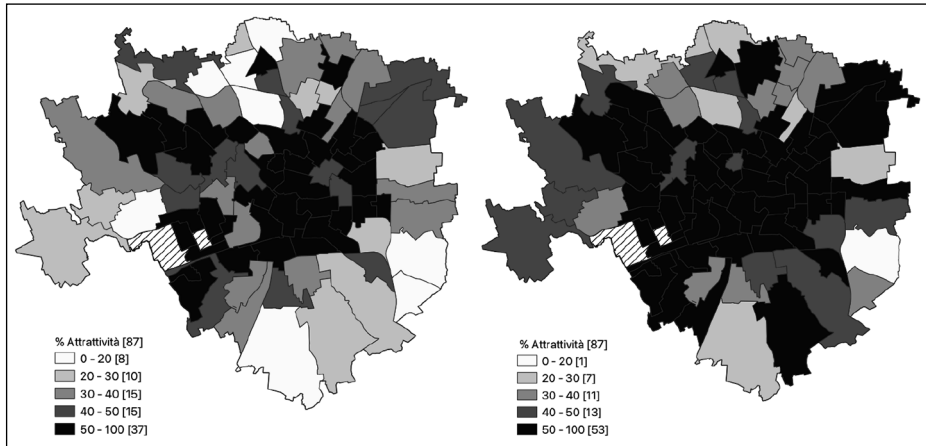 % Attrattività [87]
0 - 20 [8]
20 - 30 [10]
30 - 40 [15]
40 - 50 [15]
50 - 100 [37]
% Attrattività [87]
0 - 20 [1]
20 - 30 [7]
30 - 40 [11]
40 - 50 [13]
50 - 100 [53]